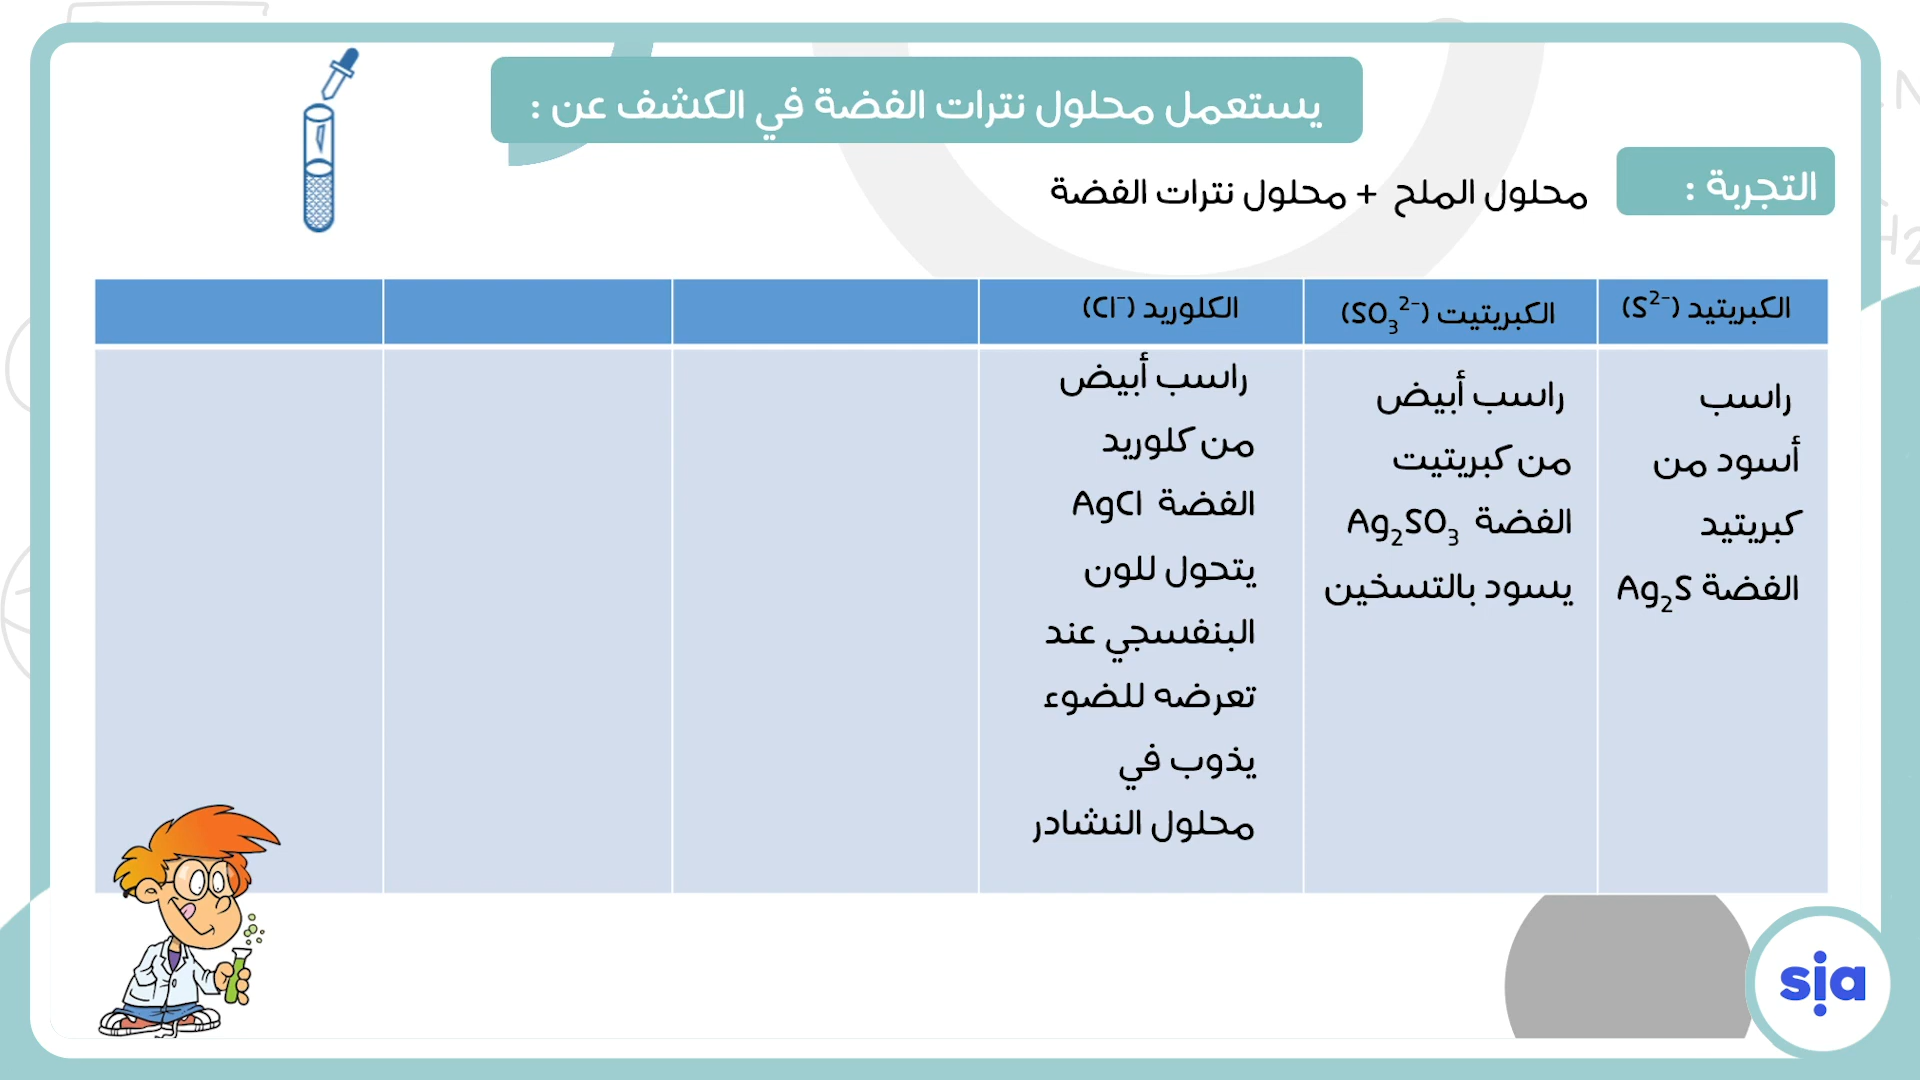 يستعمل محلول نترات الفضة في الكشف عن :
التجربة :
محلول الملح + محلول نترات الفضة
الكبريتيد (S²⁻)
الكبريتيت (SO₃²⁻)
الكلوريد (Cl⁻)
راسب
أسود من
كبريتيد
الفضة Ag₂S
راسب أبيض
من كبريتيت
الفضة Ag₂SO₃
يسود بالتسخين
راسب أبيض
من كلوريد
الفضة AgCl
يتحول للون
البنفسجي عند
تعرضه للضوء
يذوب في
محلول النشادر
sia